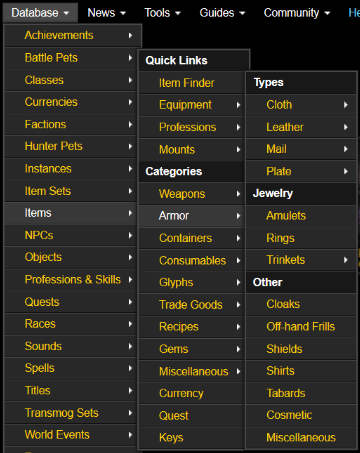 Database News Tools Guides Community He
Achievements
Battle Pets
Classes
Currencies
Factions
Hunter Pets
Instances
Item Sets
Items
NPCs
Objects
Professions & Skills
Quests
Races
Sounds
Spells
Titles
Transmog Sets
World Events
Quick Links
Item Finder
Equipment
Professions
Mounts
Categories
Weapons
Armor
Containers
Consumables
Glyphs
Trade Goods
Recipes
Gems
Miscellaneous
Currency
Quest
Keys
Types
Cloth
Leather
Mail
Plate
Jewelry
Amulets
Rings
Trinkets
Other
Cloaks
Off-hand Frills
Shields
Shirts
Tabards
Cosmetic
Miscellaneous